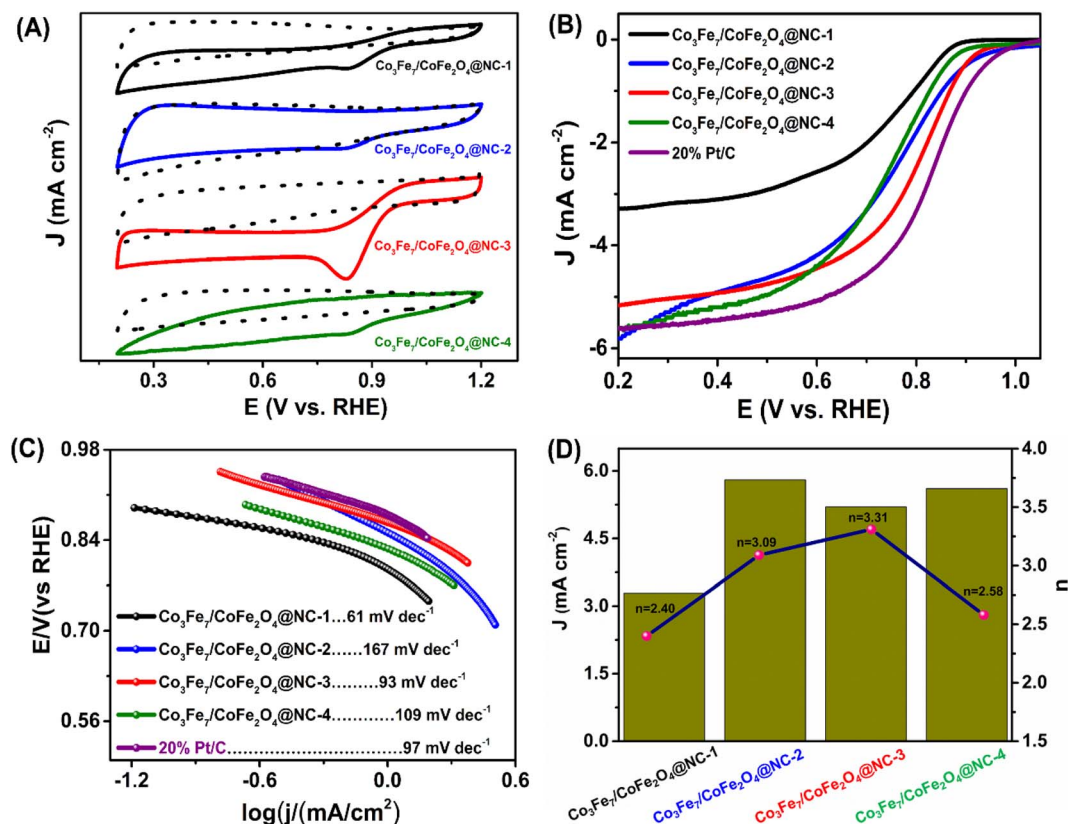 (A)
Co₃Fe₇/CoFe₂O₄@NC-1
Co₃Fe₇/CoFe₂O₄@NC-2
Co₃Fe₇/CoFe₂O₄@NC-3
Co₃Fe₇/CoFe₂O₄@NC-4
J (mA cm⁻²)
0.3 0.6 0.9 1.2
E (V vs. RHE)
(B)
Co₃Fe₇/CoFe₂O₄@NC-1
Co₃Fe₇/CoFe₂O₄@NC-2
Co₃Fe₇/CoFe₂O₄@NC-3
Co₃Fe₇/CoFe₂O₄@NC-4
20% Pt/C
J (mA cm⁻²)
0
-2
-4
-6
0.2 0.4 0.6 0.8 1.0
E (V vs. RHE)
(C)
E/V(vs RHE)
0.98
0.84
0.70
0.56
Co₃Fe₇/CoFe₂O₄@NC-1...61 mV dec⁻¹
Co₃Fe₇/CoFe₂O₄@NC-2......167 mV dec⁻¹
Co₃Fe₇/CoFe₂O₄@NC-3.........93 mV dec⁻¹
Co₃Fe₇/CoFe₂O₄@NC-4............109 mV dec⁻¹
20% Pt/C............................97 mV dec⁻¹
-1.2 -0.6 0.0 0.6
log(j/(mA/cm²)
(D)
J (mA cm⁻²)
6.0
4.5
3.0
1.5
0.0
n=2.40
n=3.09
n=3.31
n=2.58
4.0
3.5
3.0
2.5
2.0
1.5
n
Co₃Fe₇/CoFe₂O₄@NC-1
Co₃Fe₇/CoFe₂O₄@NC-2
Co₃Fe₇/CoFe₂O₄@NC-3
Co₃Fe₇/CoFe₂O₄@NC-4